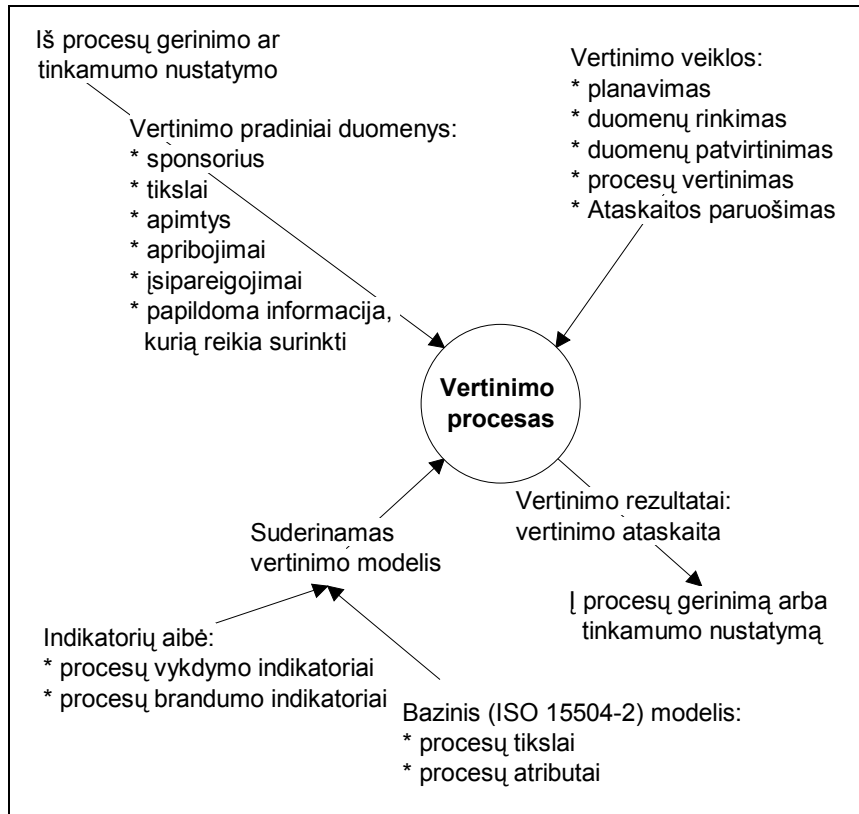 Iš procesų gerinimo ar
tinkamumo nustatymo
Vertinimo pradiniai duomenys:
* sponsorius
* tikslai
* apimtys
* apribojimai
* įsipareigojimai
* papildoma informacija,
kurią reikia surinkti
Vertinimo veiklos:
* planavimas
* duomenų rinkimas
* duomenų patvirtinimas
* procesų vertinimas
* Ataskaitos paruošimas
Vertinimo
procesas
Suderinamas
vertinimo modelis
Vertinimo rezultatai:
vertinimo ataskaita
Į procesų gerinimą arba
tinkamumo nustatymą
Indikatorių aibė:
* procesų vykdymo indikatoriai
* procesų brandumo indikatoriai
Bazinis (ISO 15504-2) modelis:
* procesų tikslai
* procesų atributai